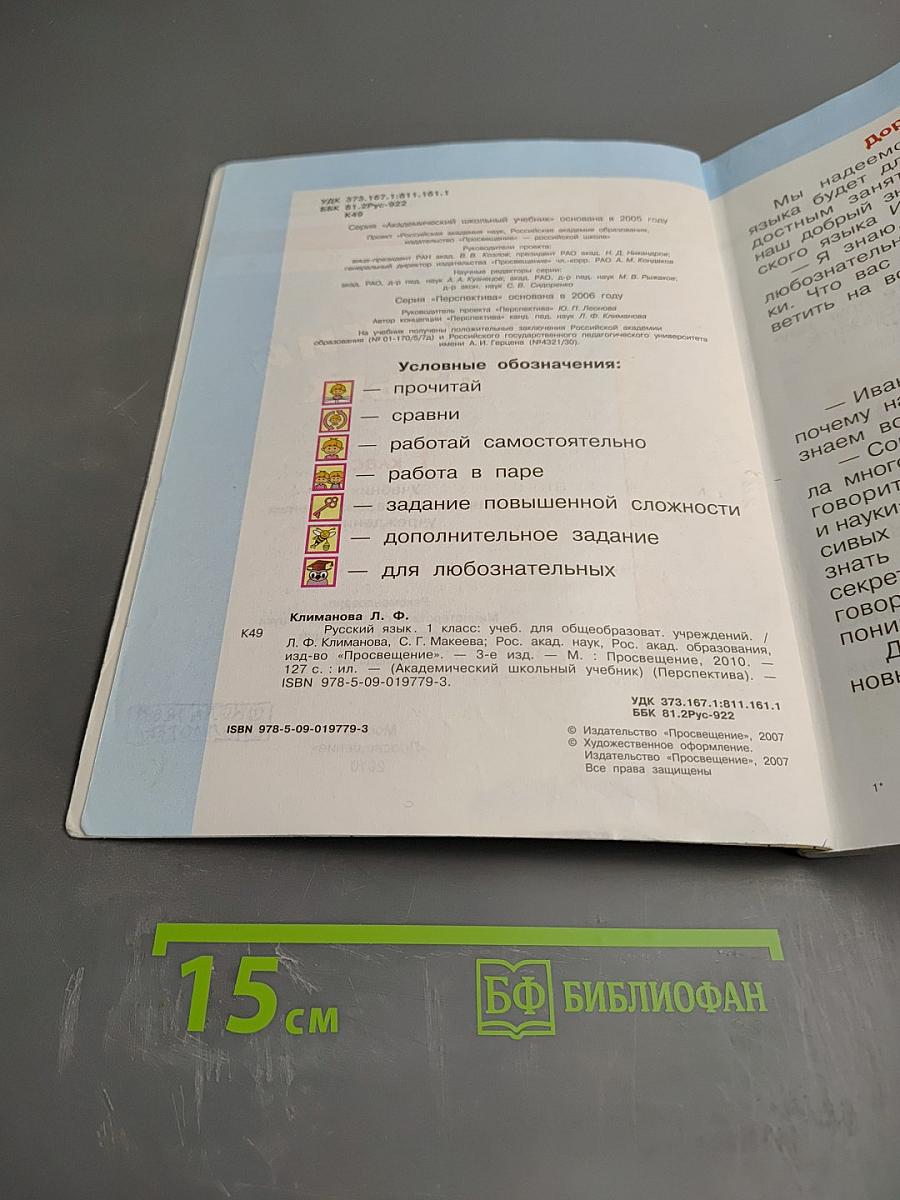 УДК 373.167.1:811.161.1
ББК 81.2Рус-922
К49
Серия «Академический школьный учебник» основана в 2005 году
Проект «Российская академия наук, Российская академия образования,
издательство «Просвещение» — российской школе»
Руководители проекта:
вице-президент РАН акад. В. В. Козлов; президент РАО акад. Н. Д. Никандров;
генеральный директор издательства «Просвещение» чл.-корр. РАО А. М. Кондаков
Научные редакторы серии:
акад. РАО, д-р пед. наук А. А. Кузнецов; акад. РАО, д-р пед. наук М. В. Рыжаков;
д-р экон. наук С. В. Сидоренко
Серия «Перспектива» основана в 2006 году
Руководитель проекта «Перспектива» Ю. П. Леонова
Автор концепции «Перспектива» канд. пед. наук Л. Ф. Климанова
На учебник получены положительные заключения Российской академии
образования (№ 01-170/5/7д) и Российского государственного педагогического университета
имени А. И. Герцена (№4321/30).
Условные обозначения:
— прочитай
— сравни
— работай самостоятельно
— работа в паре
— задание повышенной сложности
— дополнительное задание
— для любознательных
Климанова Л. Ф.
К49 Русский язык. 1 класс: учеб. для общеобразоват. учреждений. /
Л. Ф. Климанова, С. Г. Макеева; Рос. акад. наук, Рос. акад. образования,
изд-во «Просвещение». — 3-е изд. — М. : Просвещение, 2010. —
127 с. : ил. — (Академический школьный учебник) (Перспектива). —
ISBN 978-5-09-019779-3.
УДК 373.167.1:811.161.1
ББК 81.2Рус-922
ISBN 978-5-09-019779-3
© Издательство «Просвещение», 2007
© Художественное оформление.
Издательство «Просвещение», 2007
Все права защищены
Дор
Мы надеемс
языка будет дл
достным занят
наш добрый зн
ского языка И
— Я знаю,
любознательн
ки. Что вас
ветить на во
— Иван
почему на
знаем во
— Со
ла много
говорит
и науки
сивых
знать
секре
говор
пони
Д
новы
1*
15 см
БФ БИБЛИОФАН